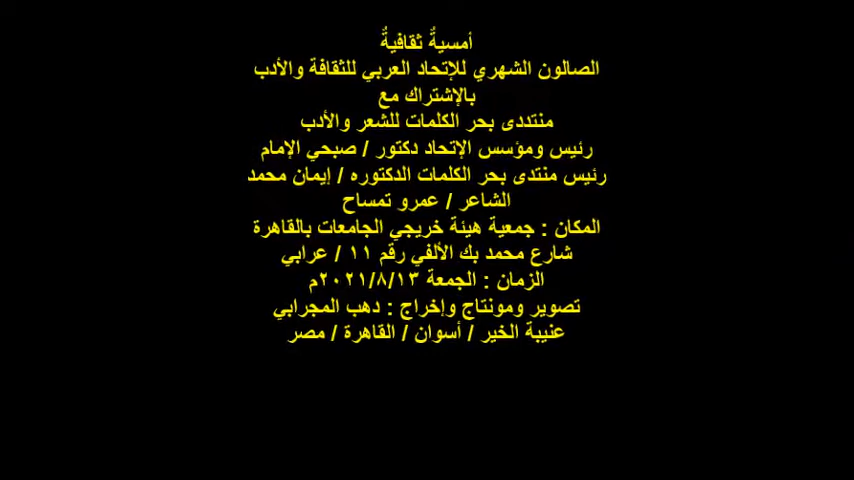 أمسيةٌ ثقافيةٌ
الصالون الشهري للإتحاد العربي للثقافة والأدب
بالإشتراك مع
منتددى بحر الكلمات للشعر والأدب
رئيس ومؤسس الإتحاد دكتور / صبحي الإمام
رئيس منتدى بحر الكلمات الدكتوره / إيمان محمد
الشاعر / عمرو تمساح
المكان : جمعية هيئة خريجي الجامعات بالقاهرة
شارع محمد بك الألفي رقم ١١ / عرابي
الزمان : الجمعة ٢٠٢١/٨/١٣م
تصوير ومونتاج وإخراج : دهب المجرابي
عنيبة الخير / أسوان / القاهرة / مصر